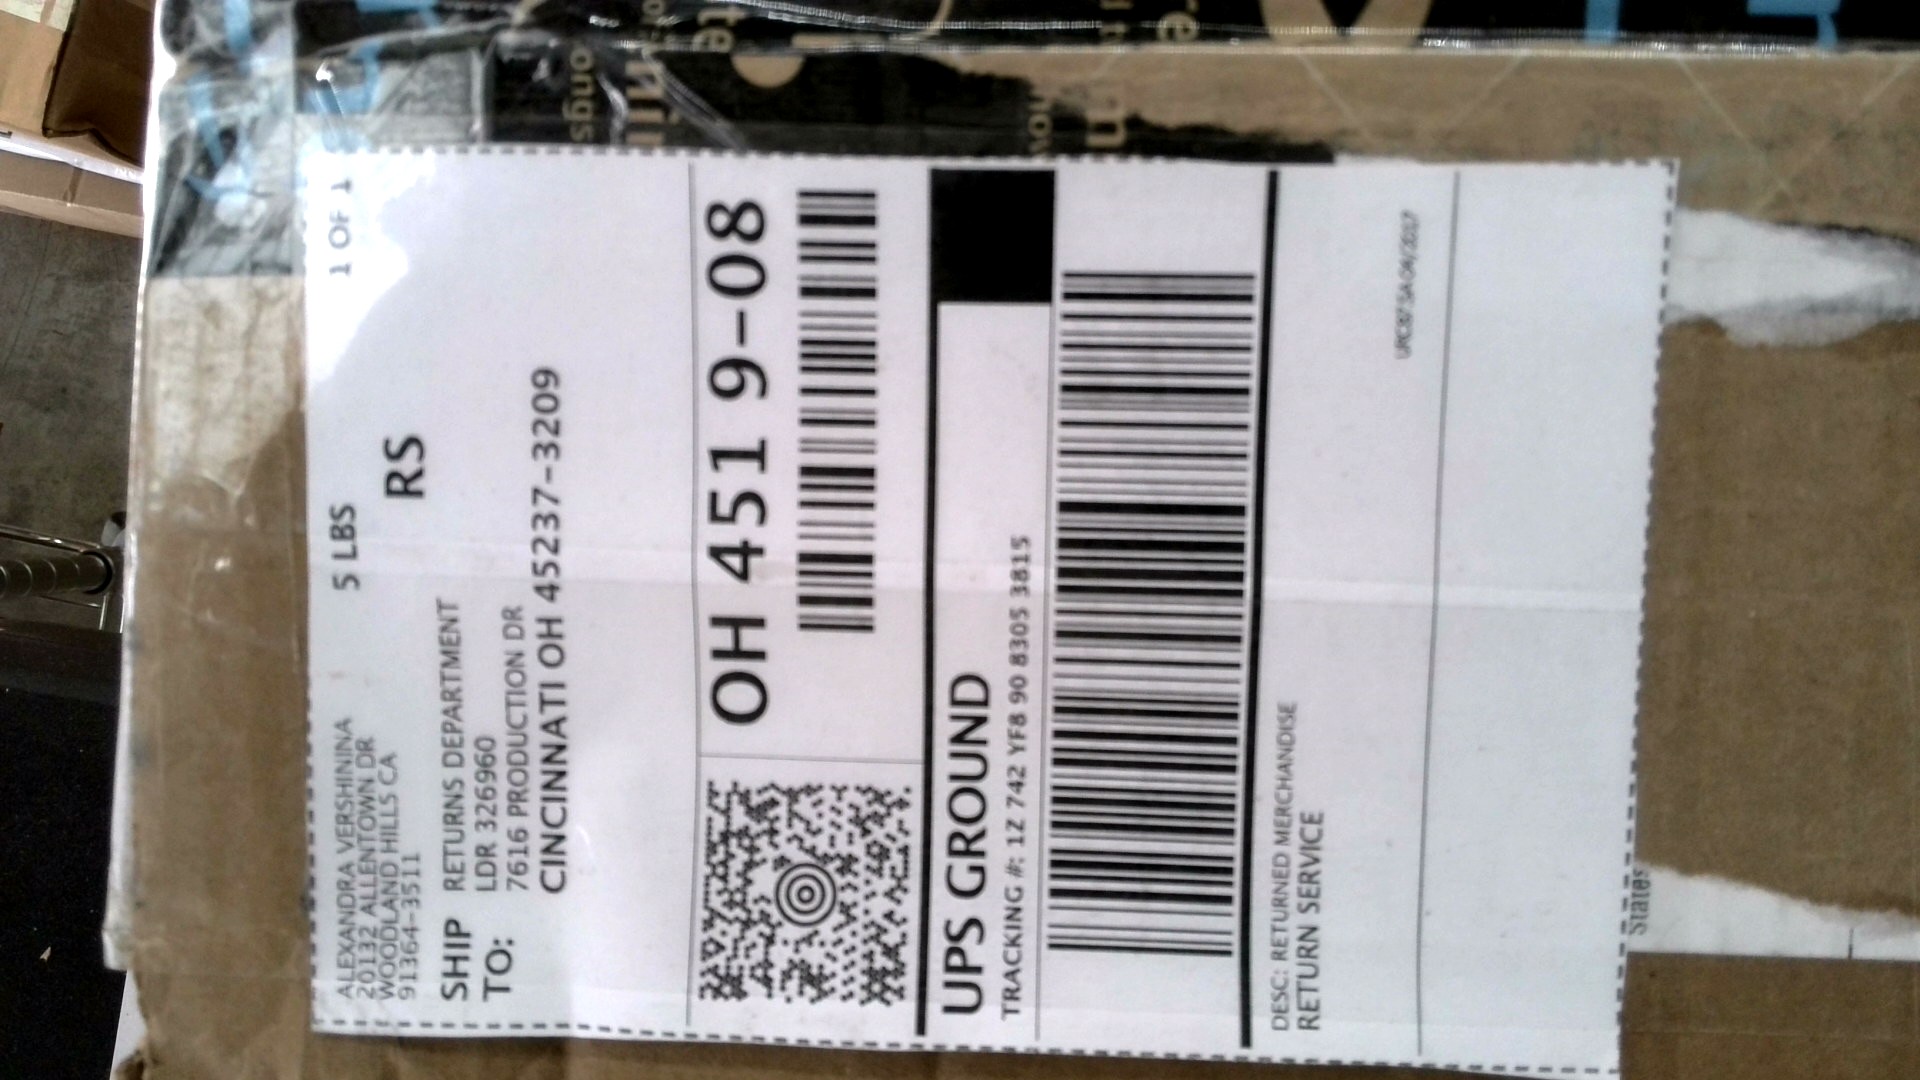 ALEXANDRA VERSHININA
20132 ALLENTOWN DR
WOODLAND HILLS CA
91364-3511
5 LBS
1 OF 1
RS
SHIP TO:
RETURNS DEPARTMENT
LDR 326960
7616 PRODUCTION DR
CINCINNATI OH 45237-3209
OH 451 9-08
UPS GROUND
TRACKING #: 1Z 742 YF8 90 8305 3815
DESC: RETURNED MERCHANDISE
RETURN SERVICE
States